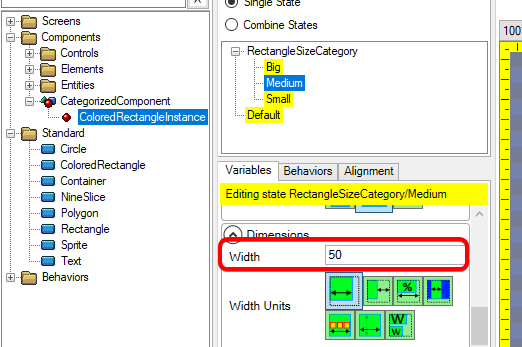 Screens
Components
Controls
Elements
Entities
CategorizedComponent
ColoredRectangleInstance
Standard
Circle
ColoredRectangle
Container
NineSlice
Polygon
Rectangle
Sprite
Text
Behaviors
Single State
Combine States
RectangleSizeCategory
Big
Medium
Small
Default
Variables Behaviors Alignment
Editing state RectangleSizeCategory/Medium
Dimensions
Width 50
Width Units
%
W
W
100